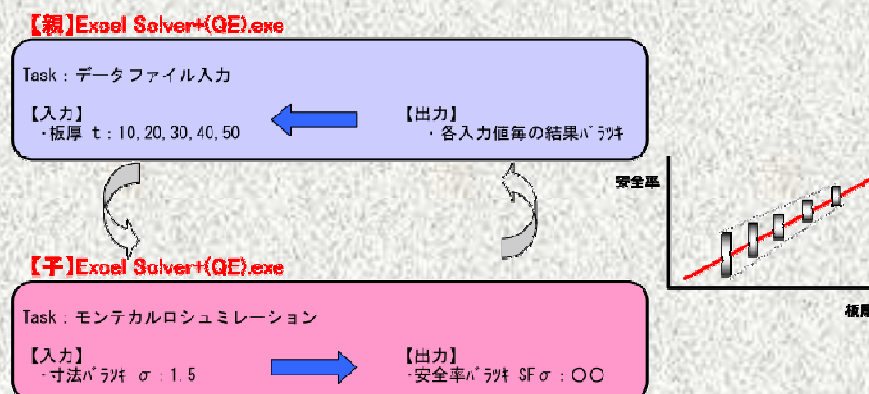 【親】Excel Solver+(QE).exe
Task：データファイル入力
【入力】
・板厚 t：10,20,30,40,50
【出力】
・各入力値毎の結果ﾊﾞﾗﾂｷ
安全率
板厚
【子】Excel Solver+(QE).exe
Task：モンテカルロシュミレーション
【入力】
・寸法ﾊﾞﾗﾂｷ σ：1.5
【出力】
・安全率ﾊﾞﾗﾂｷ SFσ：〇〇